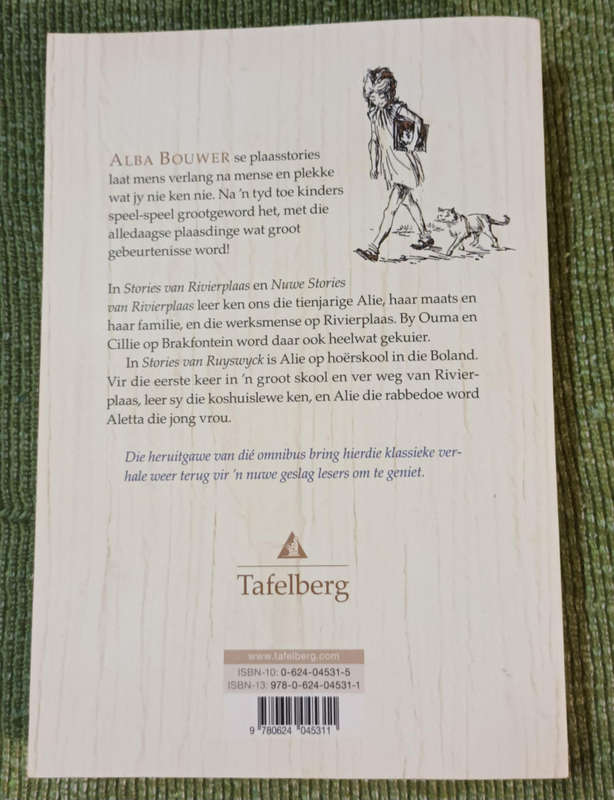 ALBA BOUWER se plaasstories
laat mens verlang na mense en plekke
wat jy nie ken nie. Na 'n tyd toe kinders
speel-speel grootgeword het, met die
alledaagse plaasdinge wat groot
gebeurtenisse word!
In Stories van Rivierplaas en Nuwe Stories
van Rivierplaas leer ken ons die tienjarige Alie, haar maats en
haar familie, en die werksmense op Rivierplaas. By Ouma en
Cillie op Brakfontein word daar ook heelwat gekuier.
In Stories van Ruyswyck is Alie op hoërskool in die Boland.
Vir die eerste keer in 'n groot skool en ver weg van Rivier-
plaas, leer sy die koshuislewe ken, en Alie die rabbedoe word
Aletta die jong vrou.
Die heruitgawe van dié omnibus bring hierdie klassieke ver-
hale weer terug vir 'n nuwe geslag lesers om te geniet.
Tafelberg
www.tafelberg.com
ISBN-10: 0-624-04531-5
ISBN-13: 978-0-624-04531-1
9 780624 045311